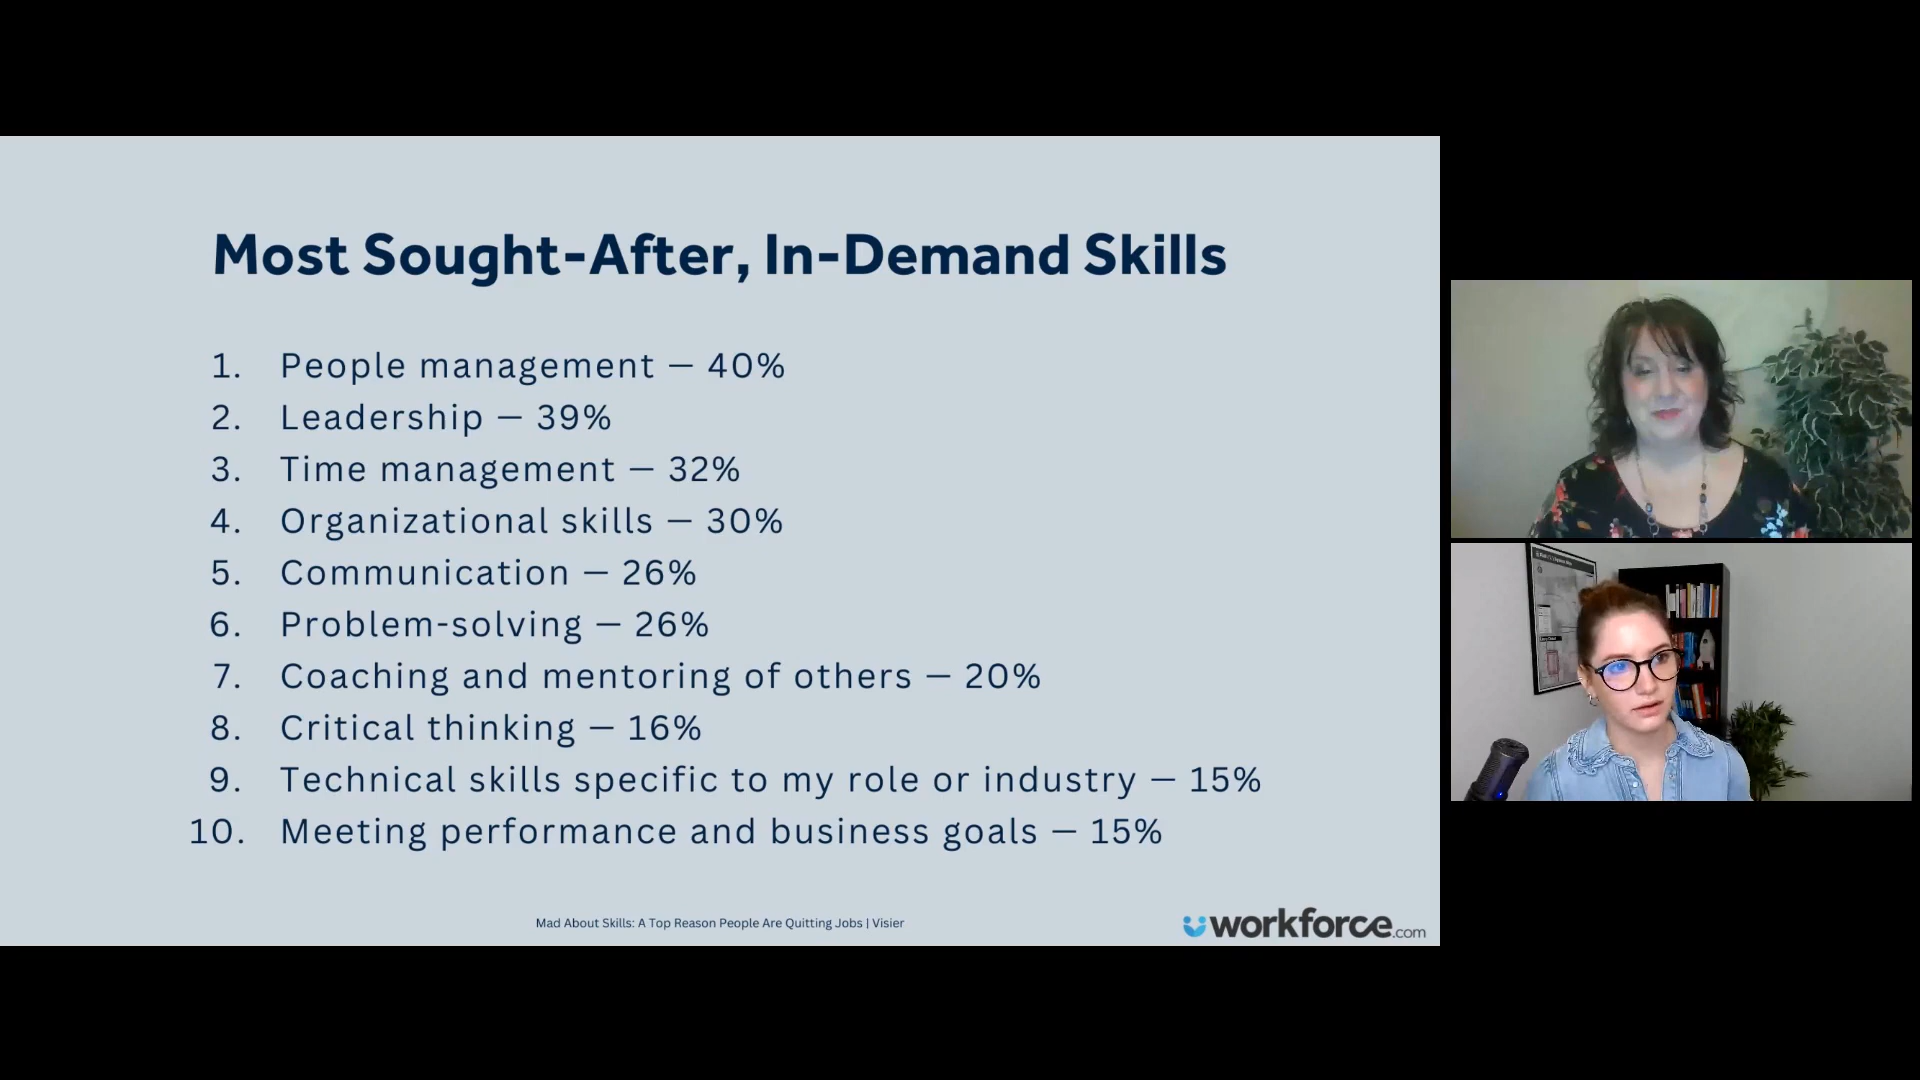 Most Sought-After, In-Demand Skills
1. People management — 40%
2. Leadership — 39%
3. Time management — 32%
4. Organizational skills — 30%
5. Communication — 26%
6. Problem-solving — 26%
7. Coaching and mentoring of others — 20%
8. Critical thinking — 16%
9. Technical skills specific to my role or industry — 15%
10. Meeting performance and business goals — 15%
Mad About Skills: A Top Reason People Are Quitting Jobs | Visier
workforce.com